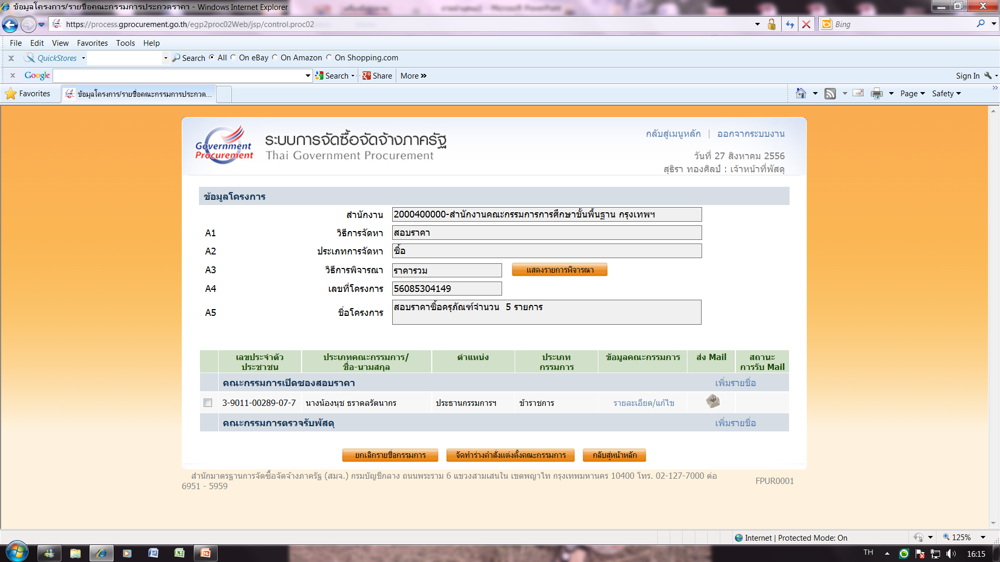 ข้อมูลโครงการ/รายชื่อคณะกรรมการประกวดราคา - Windows Internet Explorer
https://process.gprocurement.go.th/egp2proc02Web/jsp/control.proc02
Bing
File Edit View Favorites Tools Help
x QuickStores Search All On eBay On Amazon On Shopping.com
x Google Search Share More »
Sign In
Favorites ข้อมูลโครงการ/รายชื่อคณะกรรมการประกวด...
Page Safety »
Government Procurement
ระบบการจัดซื้อจัดจ้างภาครัฐ
Thai Government Procurement
กลับสู่เมนูหลัก | ออกจากระบบงาน
วันที่ 27 สิงหาคม 2556
สุธิรา ทองศิลป์ : เจ้าหน้าที่พัสดุ
ข้อมูลโครงการ
สำนักงาน 2000400000-สำนักงานคณะกรรมการการศึกษาขั้นพื้นฐาน กรุงเทพฯ
A1 วิธีการจัดหา สอบราคา
A2 ประเภทการจัดหา ซื้อ
A3 วิธีการพิจารณา ราคารวม แสดงรายการพิจารณา
A4 เลขที่โครงการ 56085304149
A5 ชื่อโครงการ สอบราคาซื้อครุภัณฑ์จำนวน 5 รายการ
เลขประจำตัวประชาชน ประเภทคณะกรรมการ/ชื่อ-นามสกุล ตำแหน่ง ประเภทกรรมการ ข้อมูลคณะกรรมการ ส่ง Mail สถานะการรับ Mail
คณะกรรมการเปิดซองสอบราคา เพิ่มรายชื่อ
3-9011-00289-07-7 นางน้องนุช ธราดลรัตนากร ประธานกรรมการฯ ข้าราชการ รายละเอียด/แก้ไข
คณะกรรมการตรวจรับพัสดุ เพิ่มรายชื่อ
ยกเลิกรายชื่อกรรมการ จัดทำร่างคำสั่งแต่งตั้งคณะกรรมการ กลับสู่หน้าหลัก
สำนักมาตรฐานการจัดซื้อจัดจ้างภาครัฐ (สมจ.) กรมบัญชีกลาง ถนนพระราม 6 แขวงสามเสนใน เขตพญาไท กรุงเทพมหานคร 10400 โทร. 02-127-7000 ต่อ
6951 - 5959
FPUR0001
Internet | Protected Mode: On
125%
TH 16:15